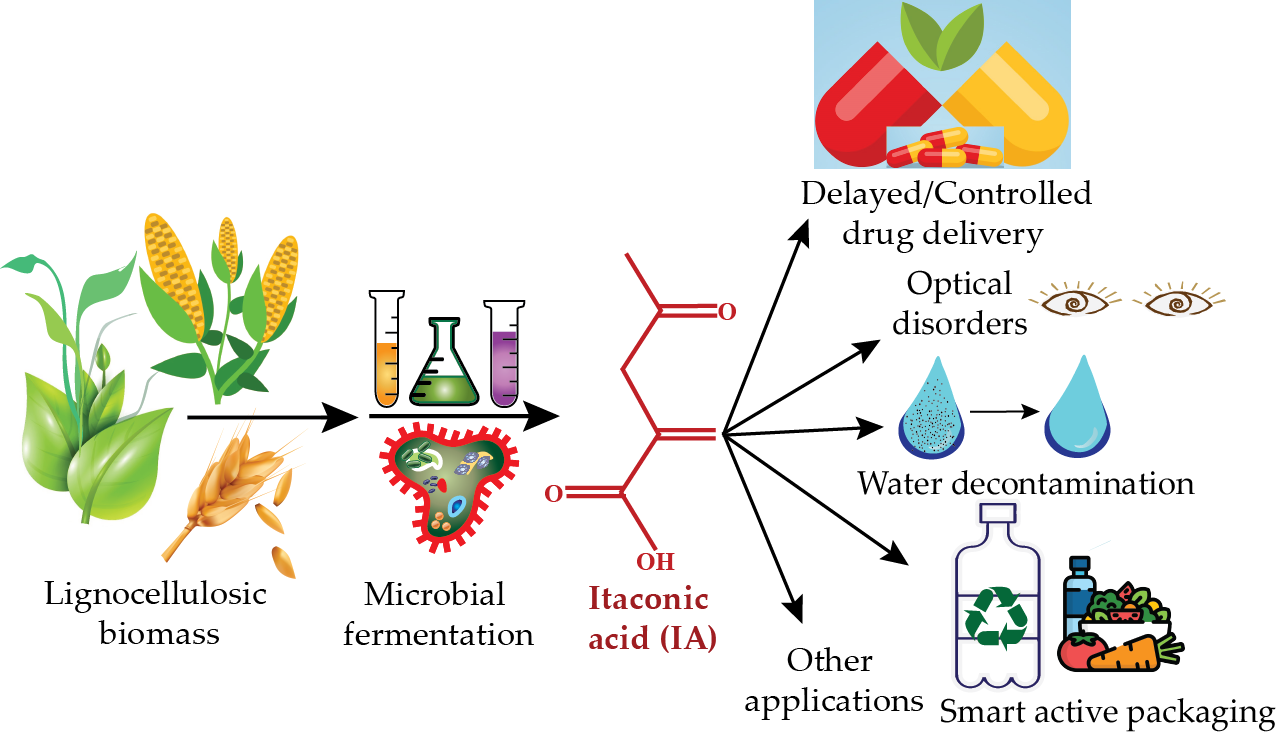 Delayed/Controlled
drug delivery
Optical
disorders
O
O
OH
Water decontamination
Lignocellulosic
biomass
Microbial
fermentation
Itaconic
acid (IA)
Other
applications
Smart active packaging